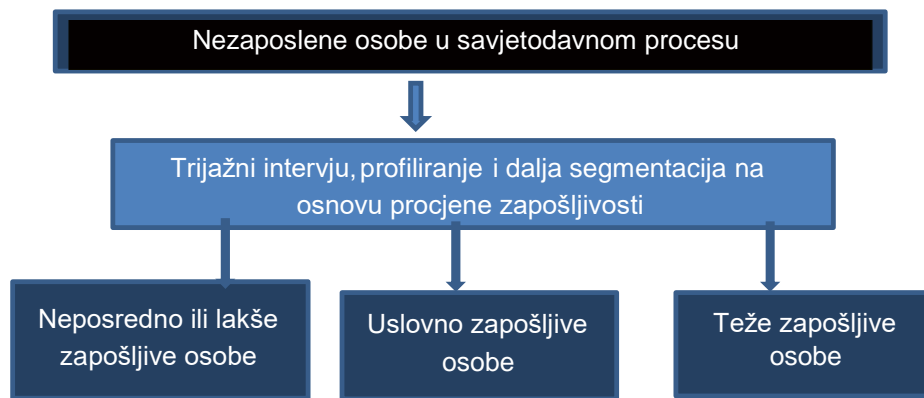 Nezaposlene osobe u savjetodavnom procesu
Trijažni intervju, profiliranje i dalja segmentacija na
osnovu procjene zapošljivosti
Neposredno ili lakše
zapošljive osobe
Uslovno zapošljive
osobe
Teže zapošljive
osobe